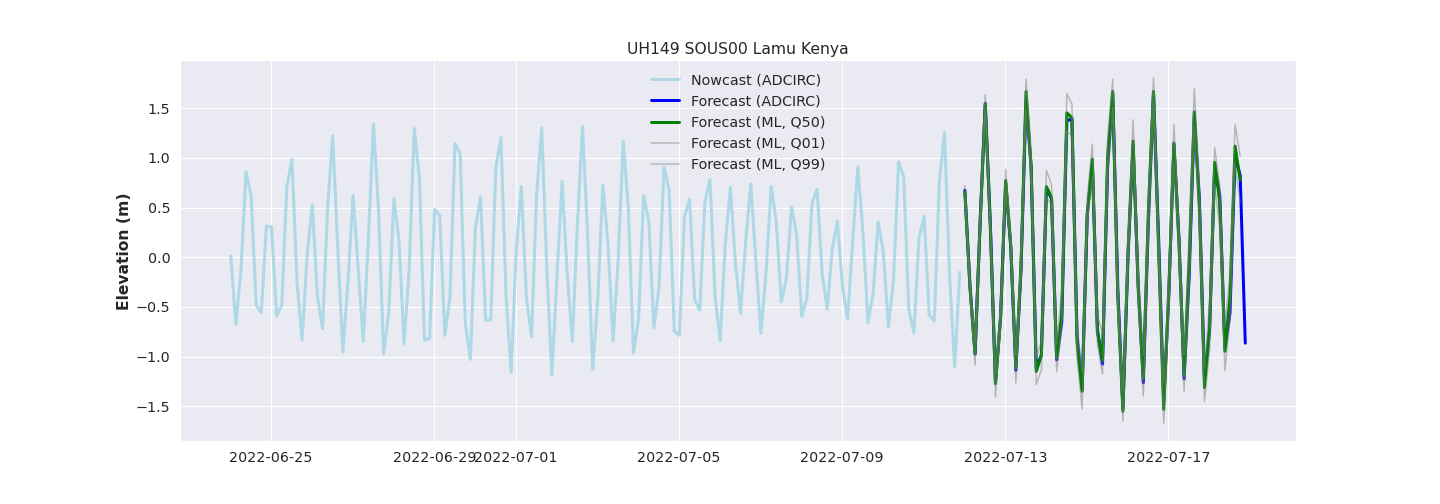 UH149 SOUS00 Lamu Kenya
Nowcast (ADCIRC)
Forecast (ADCIRC)
Forecast (ML, Q50)
Forecast (ML, Q01)
Forecast (ML, Q99)
Elevation (m)
1.5
1.0
0.5
0.0
−0.5
−1.0
−1.5
2022-06-25 2022-06-29 2022-07-01 2022-07-05 2022-07-09 2022-07-13 2022-07-17